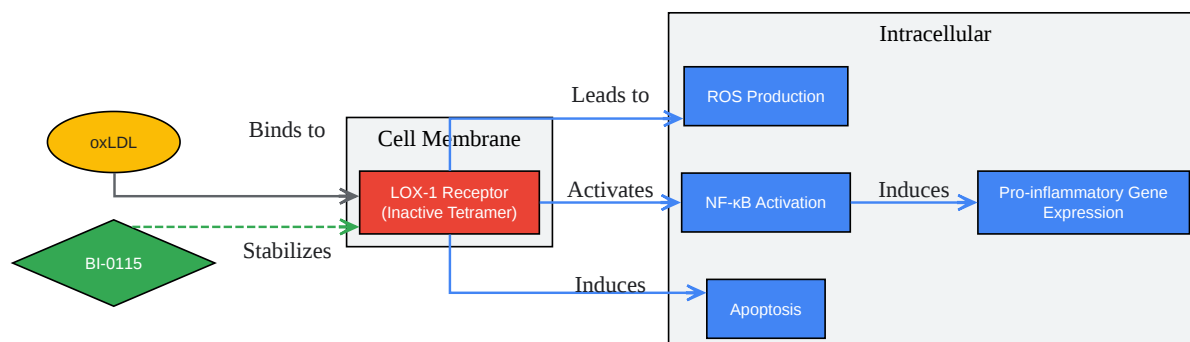 Intracellular
Leads to
ROS Production
oxLDL
Binds to
Cell Membrane
LOX-1 Receptor
(Inactive Tetramer)
Activates
NF-κB Activation
Induces
Pro-inflammatory Gene
Expression
Stabilizes
BI-0115
Induces
Apoptosis